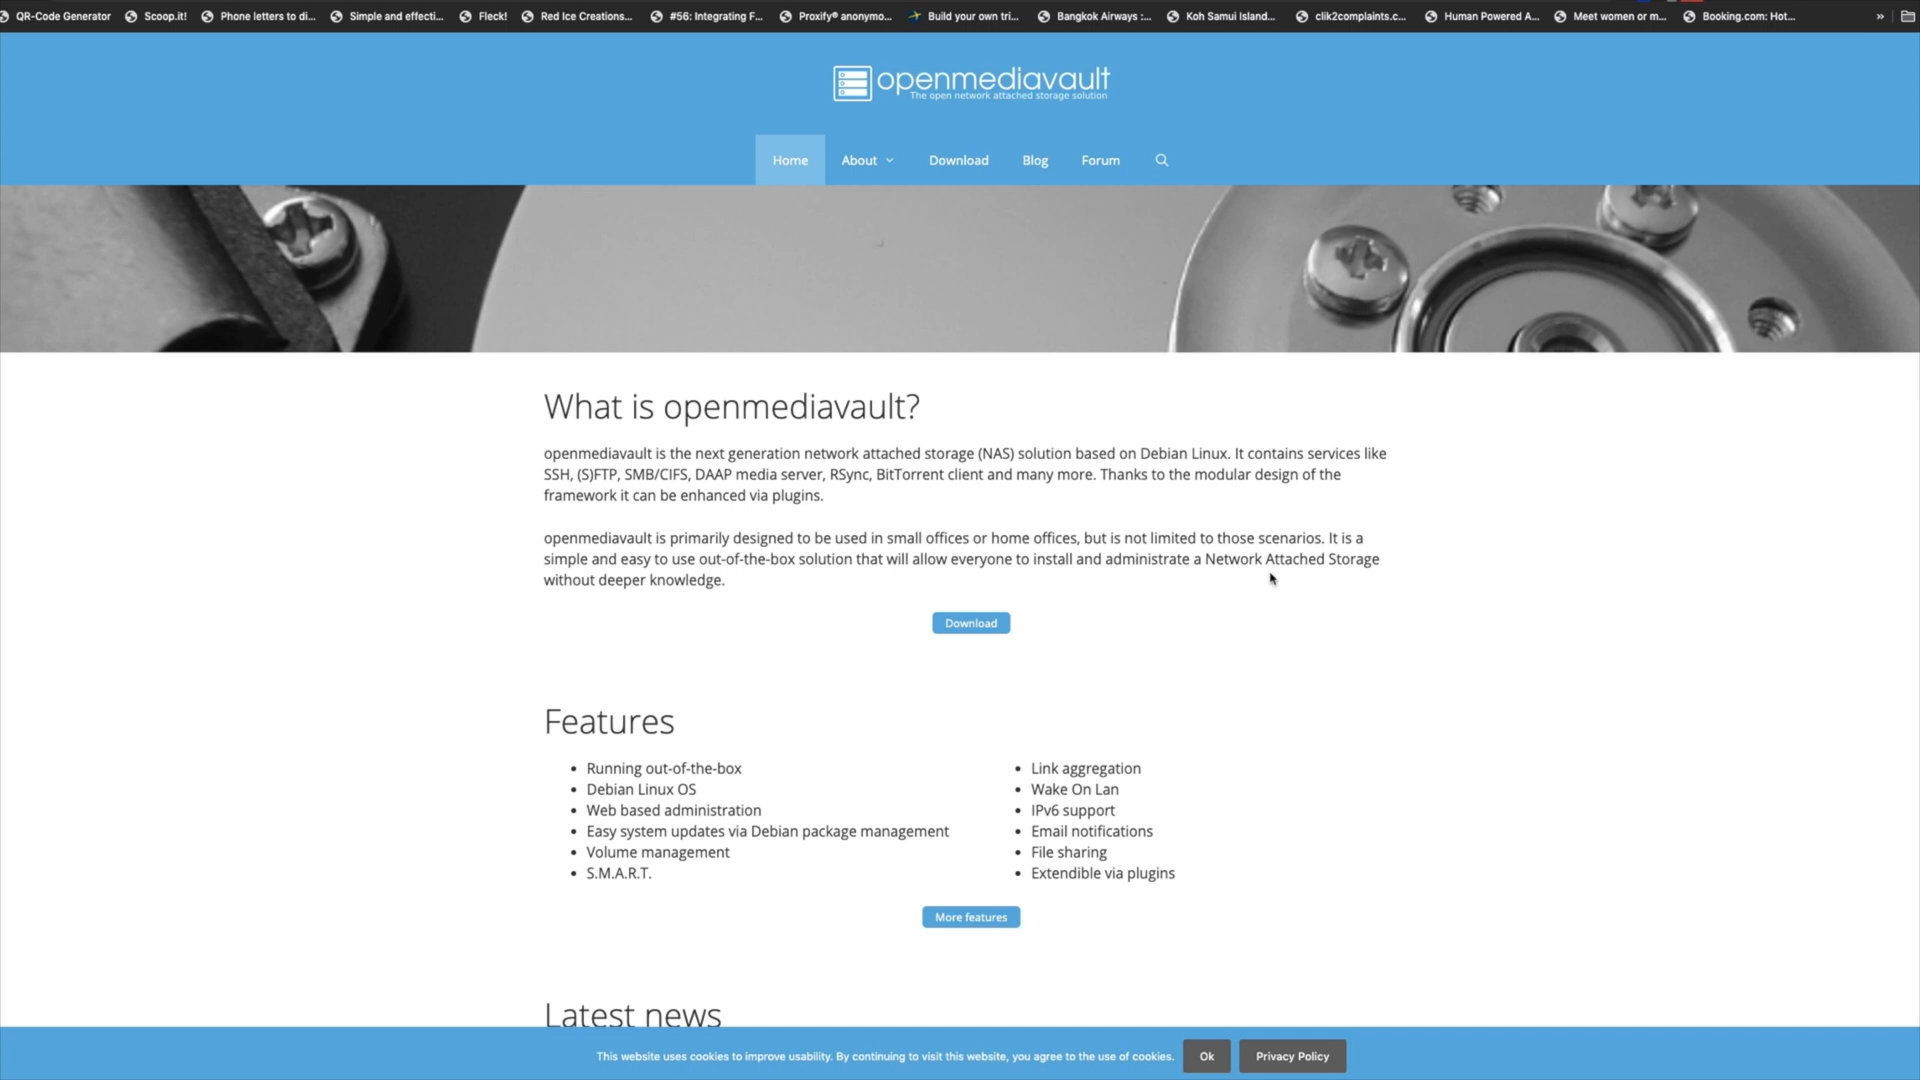 QR-Code Generator Scoop.it! Phone letters to di... Simple and effecti... Fleck! Red Ice Creations... #56: Integrating F... Proxify® anonymo... Build your own tri... Bangkok Airways :... Koh Samui Island... clik2complaints.c... Human Powered A... Meet women or m... Booking.com: Hot... »
openmediavault
The open network attached storage solution
Home About Download Blog Forum
What is openmediavault?
openmediavault is the next generation network attached storage (NAS) solution based on Debian Linux. It contains services like
SSH, (S)FTP, SMB/CIFS, DAAP media server, RSync, BitTorrent client and many more. Thanks to the modular design of the
framework it can be enhanced via plugins.
openmediavault is primarily designed to be used in small offices or home offices, but is not limited to those scenarios. It is a
simple and easy to use out-of-the-box solution that will allow everyone to install and administrate a Network Attached Storage
without deeper knowledge.
Download
Features
• Running out-of-the-box
• Debian Linux OS
• Web based administration
• Easy system updates via Debian package management
• Volume management
• S.M.A.R.T.
• Link aggregation
• Wake On Lan
• IPv6 support
• Email notifications
• File sharing
• Extendible via plugins
More features
Latest news
This website uses cookies to improve usability. By continuing to visit this website, you agree to the use of cookies. Ok Privacy Policy